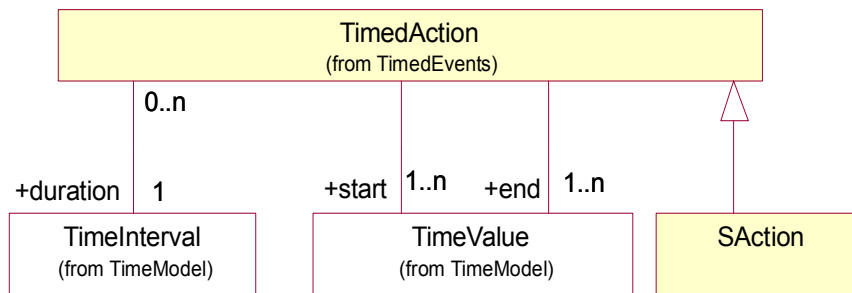 TimedAction
(from TimedEvents)
0..n
+duration
1
+start
1..n
+end
1..n
TimeInterval
(from TimeModel)
TimeValue
(from TimeModel)
SAction